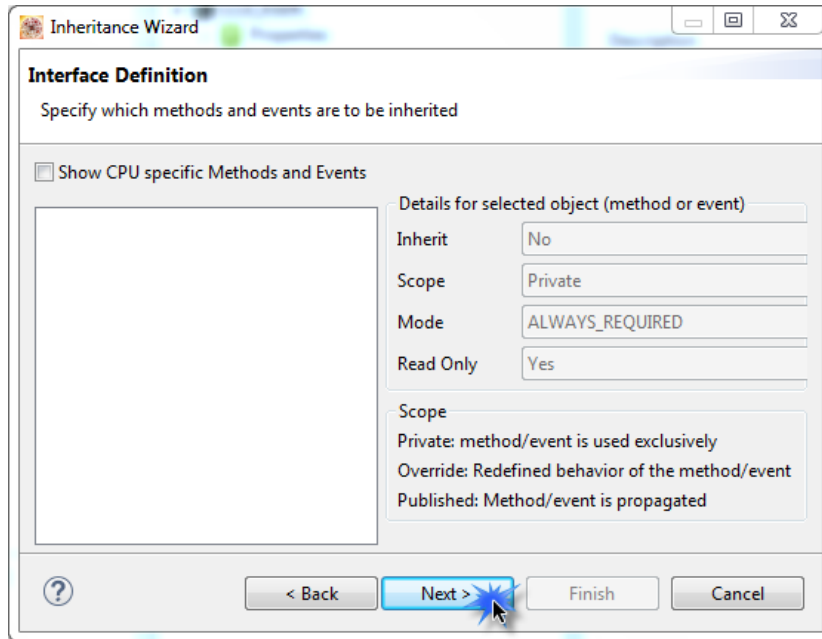 Inheritance Wizard
Interface Definition
Specify which methods and events are to be inherited
Show CPU specific Methods and Events
Details for selected object (method or event)
Inherit No
Scope Private
Mode ALWAYS_REQUIRED
Read Only Yes
Scope
Private: method/event is used exclusively
Override: Redefined behavior of the method/event
Published: Method/event is propagated
? < Back Next > Finish Cancel